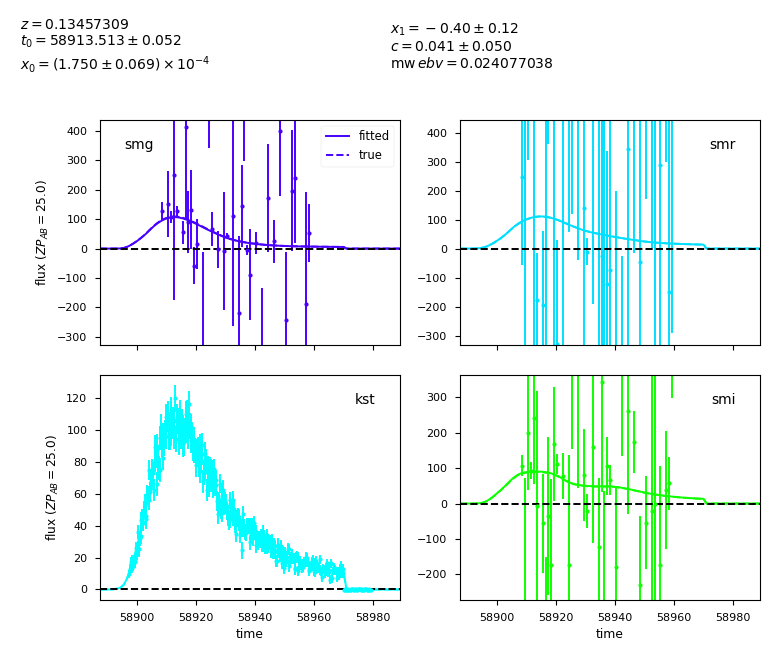 z = 0.13457309
t₀ = 58913.513 ± 0.052
x₀ = (1.750 ± 0.069) × 10⁻⁴
x₁ = −0.40 ± 0.12
c = 0.041 ± 0.050
mw ebv = 0.024077038
smg
fitted
true
400
300
200
100
0
−100
−200
−300
flux (ZP_AB = 25.0)
smr
400
300
200
100
0
−100
−200
−300
kst
120
100
80
60
40
20
0
flux (ZP_AB = 25.0)
58900 58920 58940 58960 58980
time
smi
300
200
100
0
−100
−200
58900 58920 58940 58960 58980
time